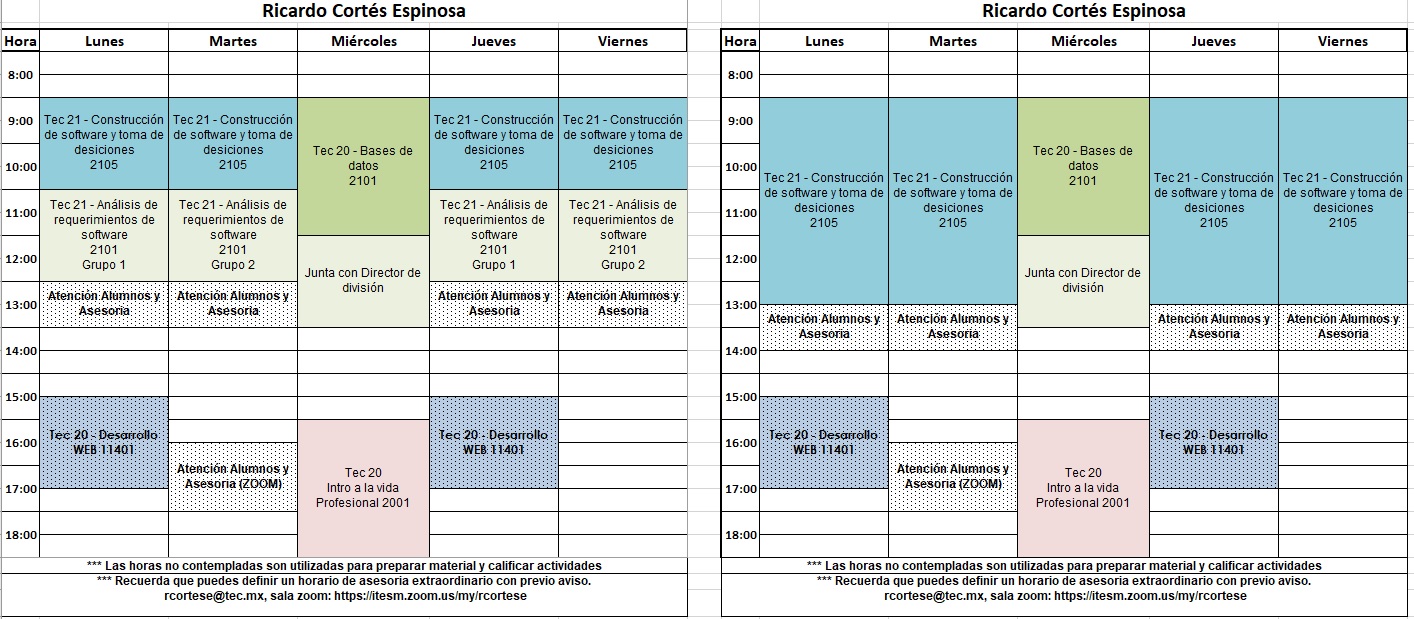 Ricardo Cortés Espinosa
Hora Lunes Martes Miércoles Jueves Viernes
8:00
9:00
10:00
11:00
12:00
13:00
14:00
15:00
16:00
17:00
18:00
Tec 21 - Construcción
de software y toma de
desiciones
2105
Tec 21 - Análisis de
requerimientos de
software
2101
Grupo 1
Atención Alumnos y
Asesoria
Tec 20 - Desarrollo
WEB 11401
Tec 21 - Construcción
de software y toma de
desiciones
2105
Tec 21 - Análisis de
requerimientos de
software
2101
Grupo 2
Atención Alumnos y
Asesoria
Atención Alumnos y
Asesoria (ZOOM)
Tec 20 - Bases de
datos
2101
Junta con Director de
división
Tec 20
Intro a la vida
Profesional 2001
Tec 21 - Construcción
de software y toma de
desiciones
2105
Tec 21 - Análisis de
requerimientos de
software
2101
Grupo 1
Atención Alumnos y
Asesoria
Tec 20 - Desarrollo
WEB 11401
Tec 21 - Construcción
de software y toma de
desiciones
2105
Tec 21 - Análisis de
requerimientos de
software
2101
Grupo 2
Atención Alumnos y
Asesoria
*** Las horas no contempladas son utilizadas para preparar material y calificar actividades
*** Recuerda que puedes definir un horario de asesoria extraordinario con previo aviso.
rcortese@tec.mx, sala zoom: https://itesm.zoom.us/my/rcortese
Ricardo Cortés Espinosa
Hora Lunes Martes Miércoles Jueves Viernes
8:00
9:00
10:00
11:00
12:00
13:00
14:00
15:00
16:00
17:00
18:00
Tec 21 - Construcción
de software y toma de
desiciones
2105
Atención Alumnos y
Asesoria
Tec 20 - Desarrollo
WEB 11401
Tec 21 - Construcción
de software y toma de
desiciones
2105
Atención Alumnos y
Asesoria
Atención Alumnos y
Asesoria (ZOOM)
Tec 20 - Bases de
datos
2101
Junta con Director de
división
Tec 20
Intro a la vida
Profesional 2001
Tec 21 - Construcción
de software y toma de
desiciones
2105
Atención Alumnos y
Asesoria
Tec 20 - Desarrollo
WEB 11401
Tec 21 - Construcción
de software y toma de
desiciones
2105
Atención Alumnos y
Asesoria
*** Las horas no contempladas son utilizadas para preparar material y calificar actividades
*** Recuerda que puedes definir un horario de asesoria extraordinario con previo aviso.
rcortese@tec.mx, sala zoom: https://itesm.zoom.us/my/rcortese